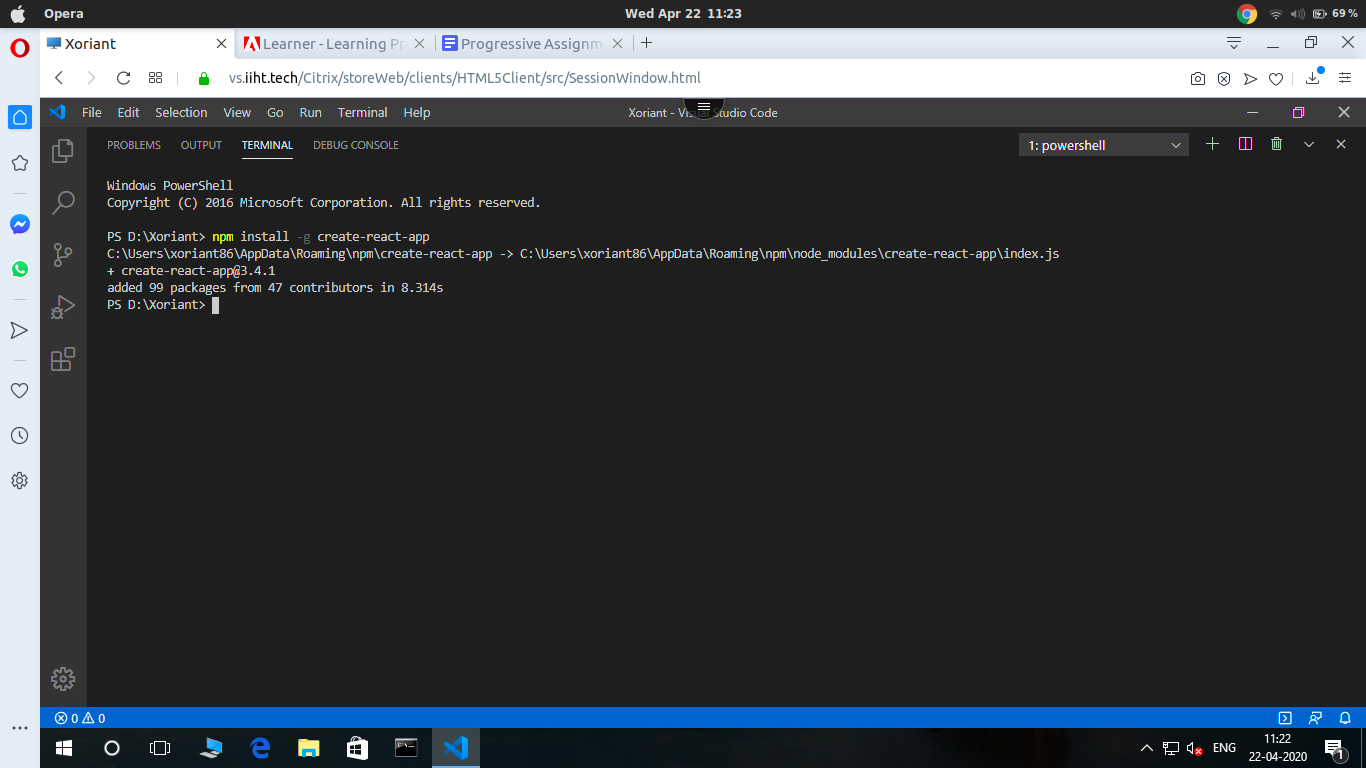 Opera
Wed Apr 22 11:23
69 %
Xoriant
Learner - Learning Pr
Progressive Assignm
vs.iiht.tech/Citrix/storeWeb/clients/HTML5Client/src/SessionWindow.html
File Edit Selection View Go Run Terminal Help
Xoriant - Visual Studio Code
PROBLEMS OUTPUT TERMINAL DEBUG CONSOLE
1: powershell
Windows PowerShell
Copyright (C) 2016 Microsoft Corporation. All rights reserved.
PS D:\Xoriant> npm install -g create-react-app
C:\Users\xoriant86\AppData\Roaming\npm\create-react-app -> C:\Users\xoriant86\AppData\Roaming\npm\node_modules\create-react-app\index.js
+ create-react-app@3.4.1
added 99 packages from 47 contributors in 8.314s
PS D:\Xoriant>
0 0
ENG
11:22
22-04-2020
1